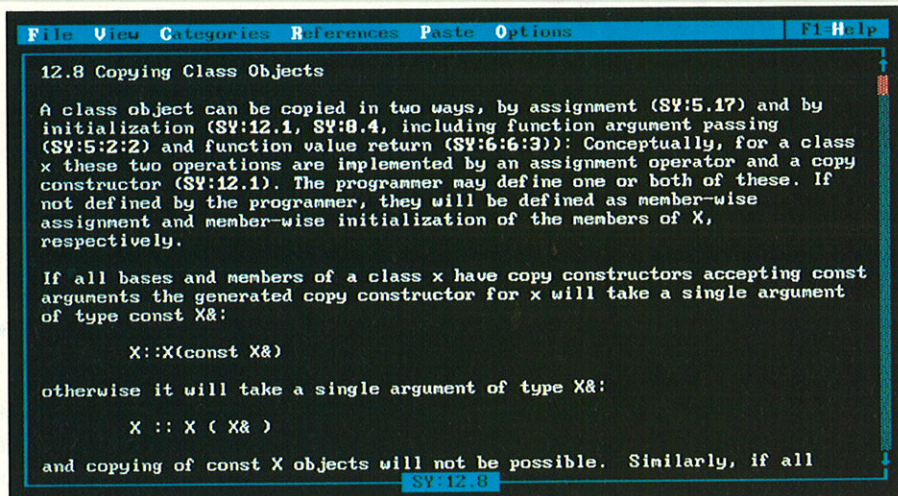 File View Categories References Paste Options F1=Help
12.8 Copying Class Objects
A class object can be copied in two ways, by assignment (SY:5.17) and by
initialization (SY:12.1, SY:8.4, including function argument passing
(SY:5:2:2) and function value return (SY:6:6:3)): Conceptually, for a class
x these two operations are implemented by an assignment operator and a copy
constructor (SY:12.1). The programmer may define one or both of these. If
not defined by the programmer, they will be defined as member-wise
assignment and member-wise initialization of the members of X,
respectively.
If all bases and members of a class x have copy constructors accepting const
arguments the generated copy constructor for x will take a single argument
of type const X&:
X::X(const X&)
otherwise it will take a single argument of type X&:
X :: X ( X& )
and copying of const X objects will not be possible. Similarly, if all
SY:12.8